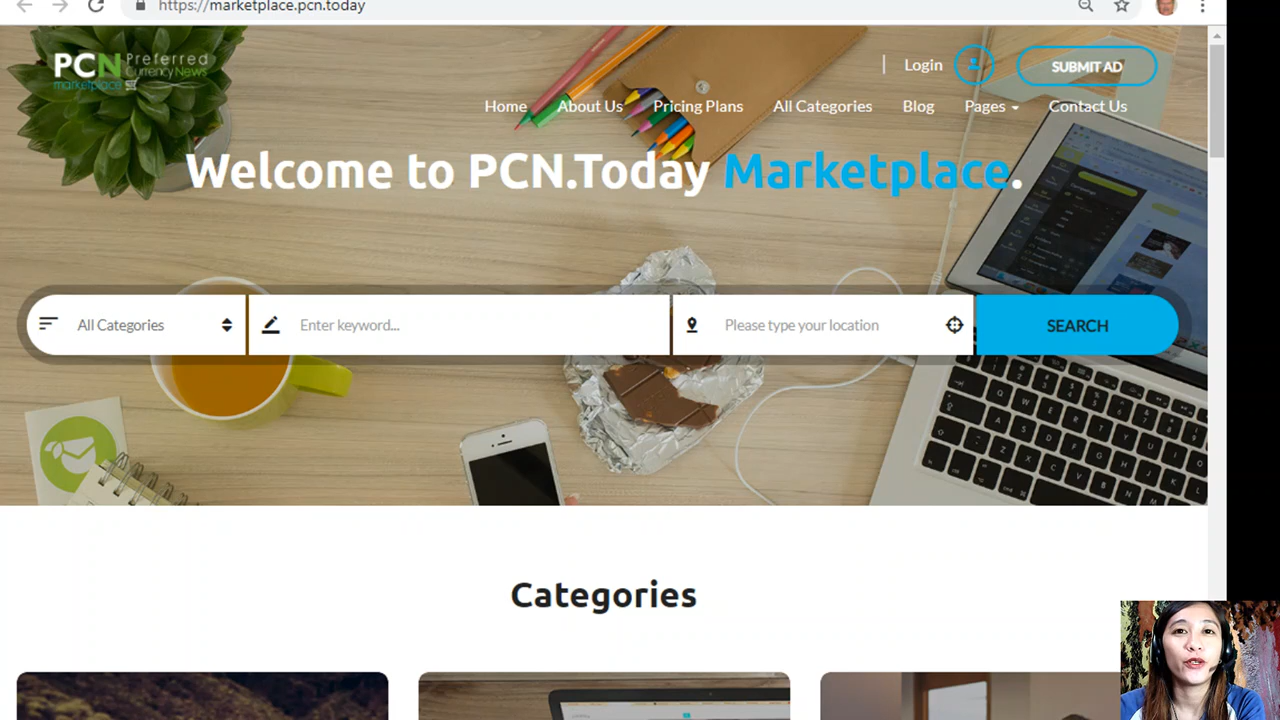 https://marketplace.pcn.today
PCN Preferred
Currency News
marketplace
Login
SUBMIT AD
Home
About Us
Pricing Plans
All Categories
Blog
Pages
Contact Us
Welcome to PCN.Today Marketplace.
All Categories
Enter keyword...
Please type your location
SEARCH
Categories